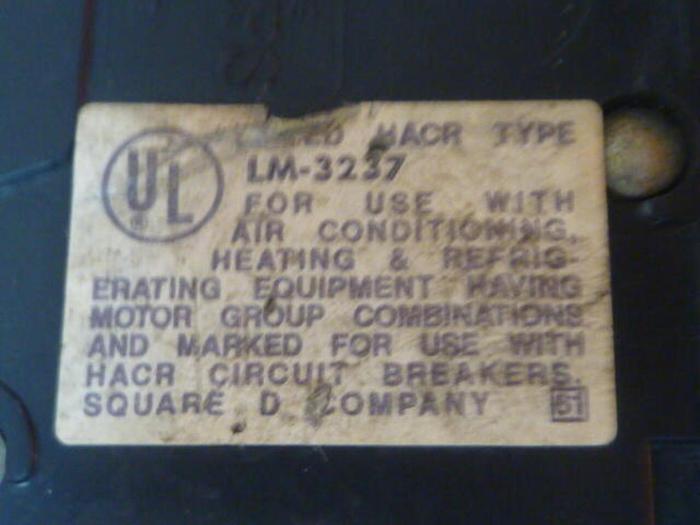 UL
®
HACR TYPE
LM-3237
FOR USE WITH
AIR CONDITIONING,
HEATING & REFRIG-
ERATING EQUIPMENT HAVING
MOTOR GROUP COMBINATIONS
AND MARKED FOR USE WITH
HACR CIRCUIT BREAKERS.
SQUARE D COMPANY